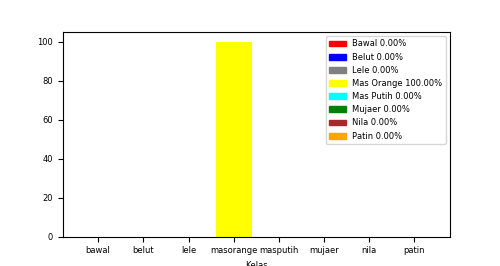 100
80
60
40
20
0
Bawal 0.00%
Belut 0.00%
Lele 0.00%
Mas Orange 100.00%
Mas Putih 0.00%
Mujaer 0.00%
Nila 0.00%
Patin 0.00%
bawal belut lele masorange masputih mujaer nila patin
Kelas